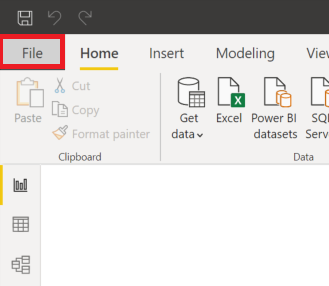 File Home Insert Modeling View
Paste
Cut
Copy
Format painter
Clipboard
Get data
Excel
Power BI datasets
SQL
Data